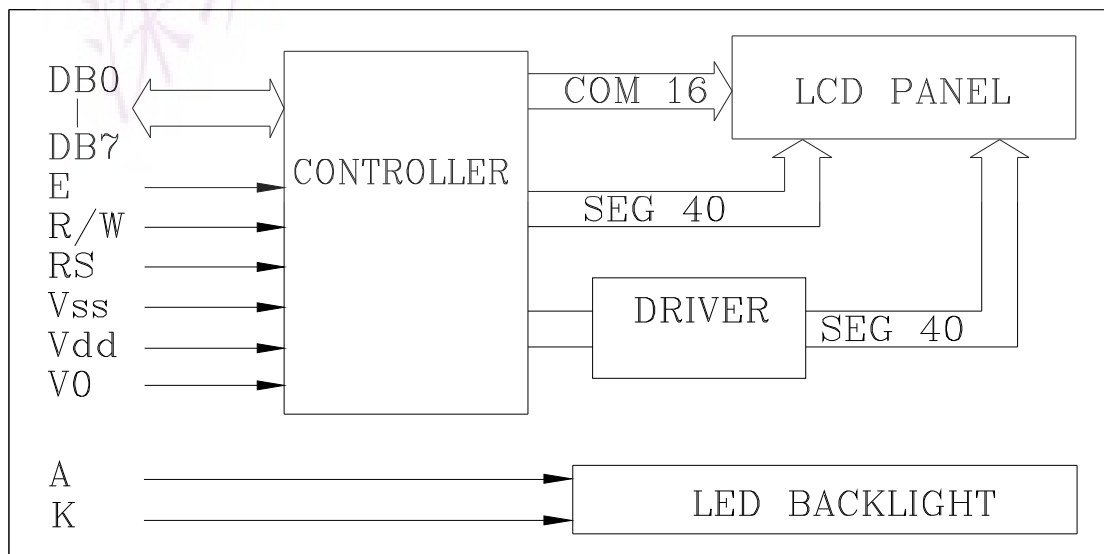 DB0
DB7
E
R/W
RS
Vss
Vdd
V0
A
K
CONTROLLER
COM 16
LCD PANEL
SEG 40
DRIVER
SEG 40
LED BACKLIGHT